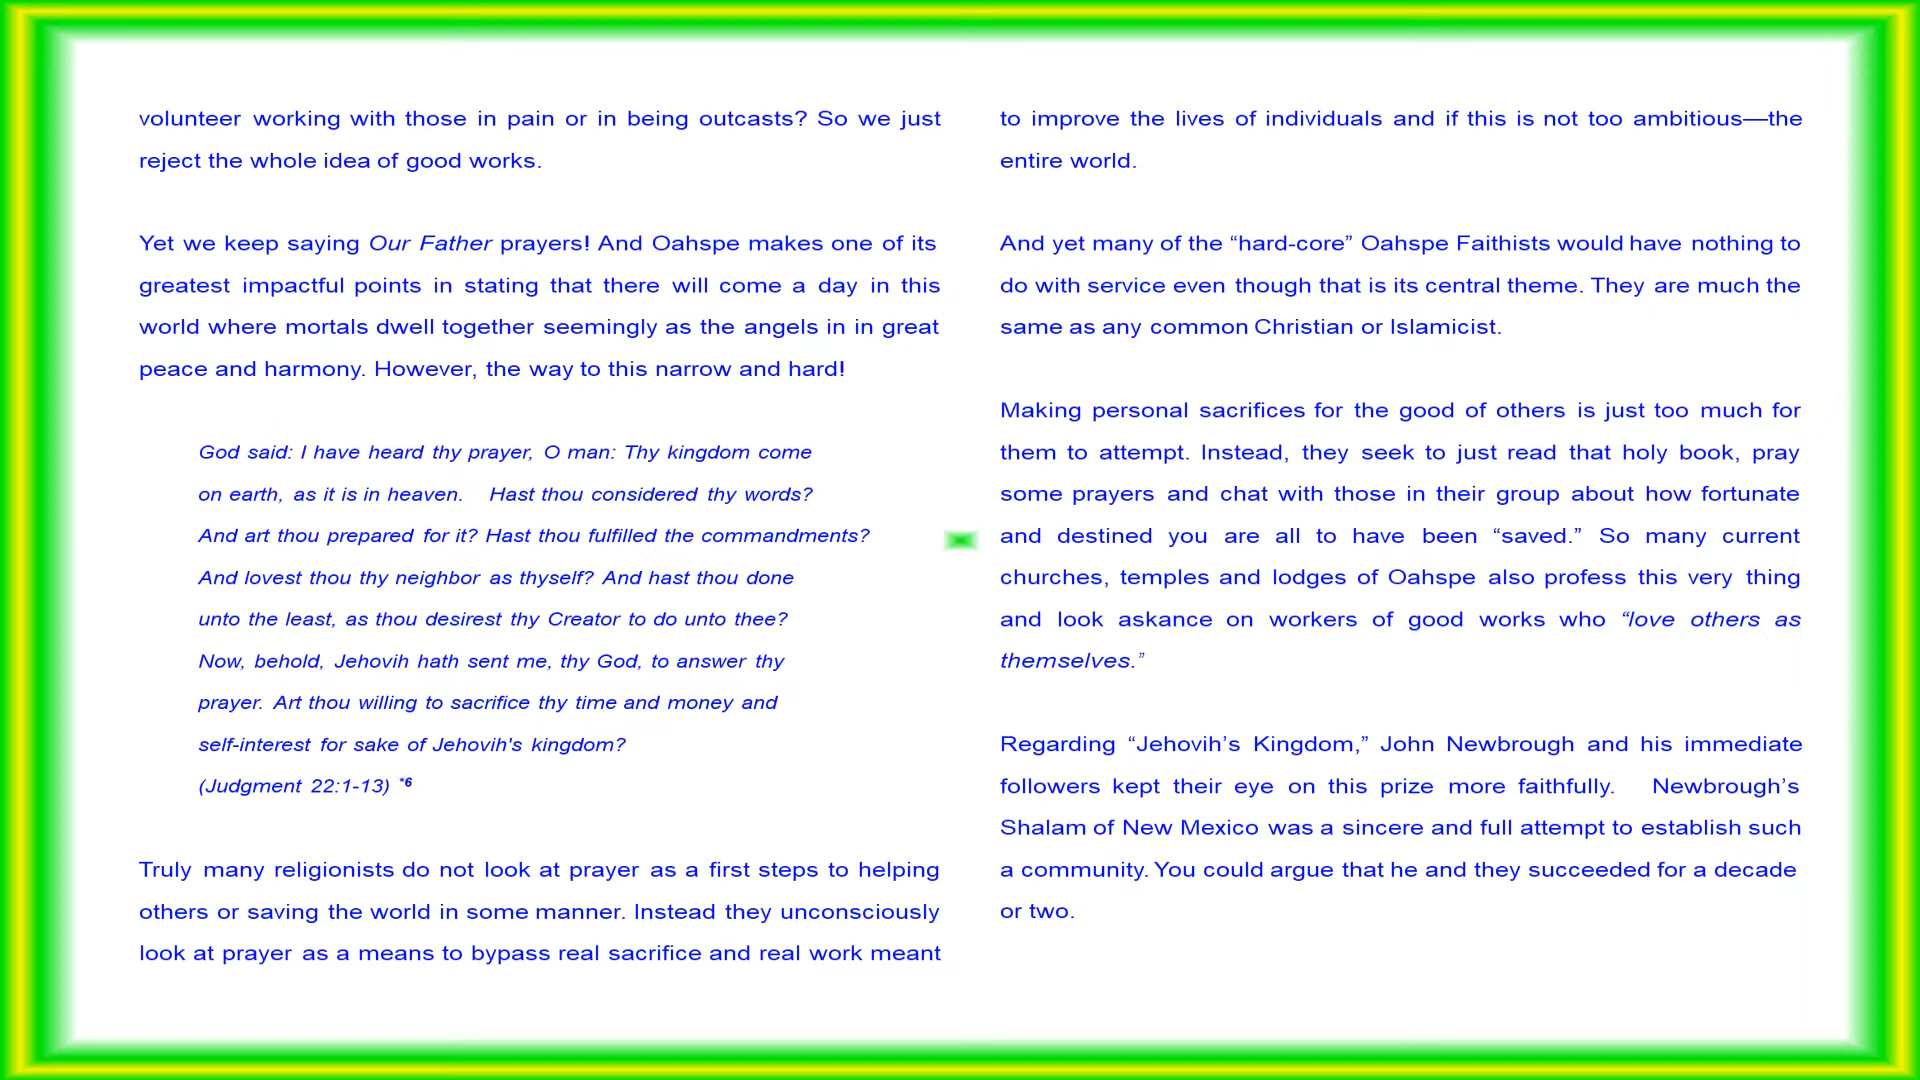 volunteer working with those in pain or in being outcasts? So we just
reject the whole idea of good works.
Yet we keep saying Our Father prayers! And Oahspe makes one of its
greatest impactful points in stating that there will come a day in this
world where mortals dwell together seemingly as the angels in in great
peace and harmony. However, the way to this narrow and hard!
God said: I have heard thy prayer, O man: Thy kingdom come
on earth, as it is in heaven. Hast thou considered thy words?
And art thou prepared for it? Hast thou fulfilled the commandments?
And lovest thou thy neighbor as thyself? And hast thou done
unto the least, as thou desirest thy Creator to do unto thee?
Now, behold, Jehovih hath sent me, thy God, to answer thy
prayer. Art thou willing to sacrifice thy time and money and
self-interest for sake of Jehovih's kingdom?
(Judgment 22:1-13) *6
Truly many religionists do not look at prayer as a first steps to helping
others or saving the world in some manner. Instead they unconsciously
look at prayer as a means to bypass real sacrifice and real work meant
to improve the lives of individuals and if this is not too ambitious—the
entire world.
And yet many of the “hard-core” Oahspe Faithists would have nothing to
do with service even though that is its central theme. They are much the
same as any common Christian or Islamicist.
Making personal sacrifices for the good of others is just too much for
them to attempt. Instead, they seek to just read that holy book, pray
some prayers and chat with those in their group about how fortunate
and destined you are all to have been “saved.” So many current
churches, temples and lodges of Oahspe also profess this very thing
and look askance on workers of good works who “love others as
themselves.”
Regarding “Jehovih’s Kingdom,” John Newbrough and his immediate
followers kept their eye on this prize more faithfully. Newbrough’s
Shalam of New Mexico was a sincere and full attempt to establish such
a community. You could argue that he and they succeeded for a decade
or two.